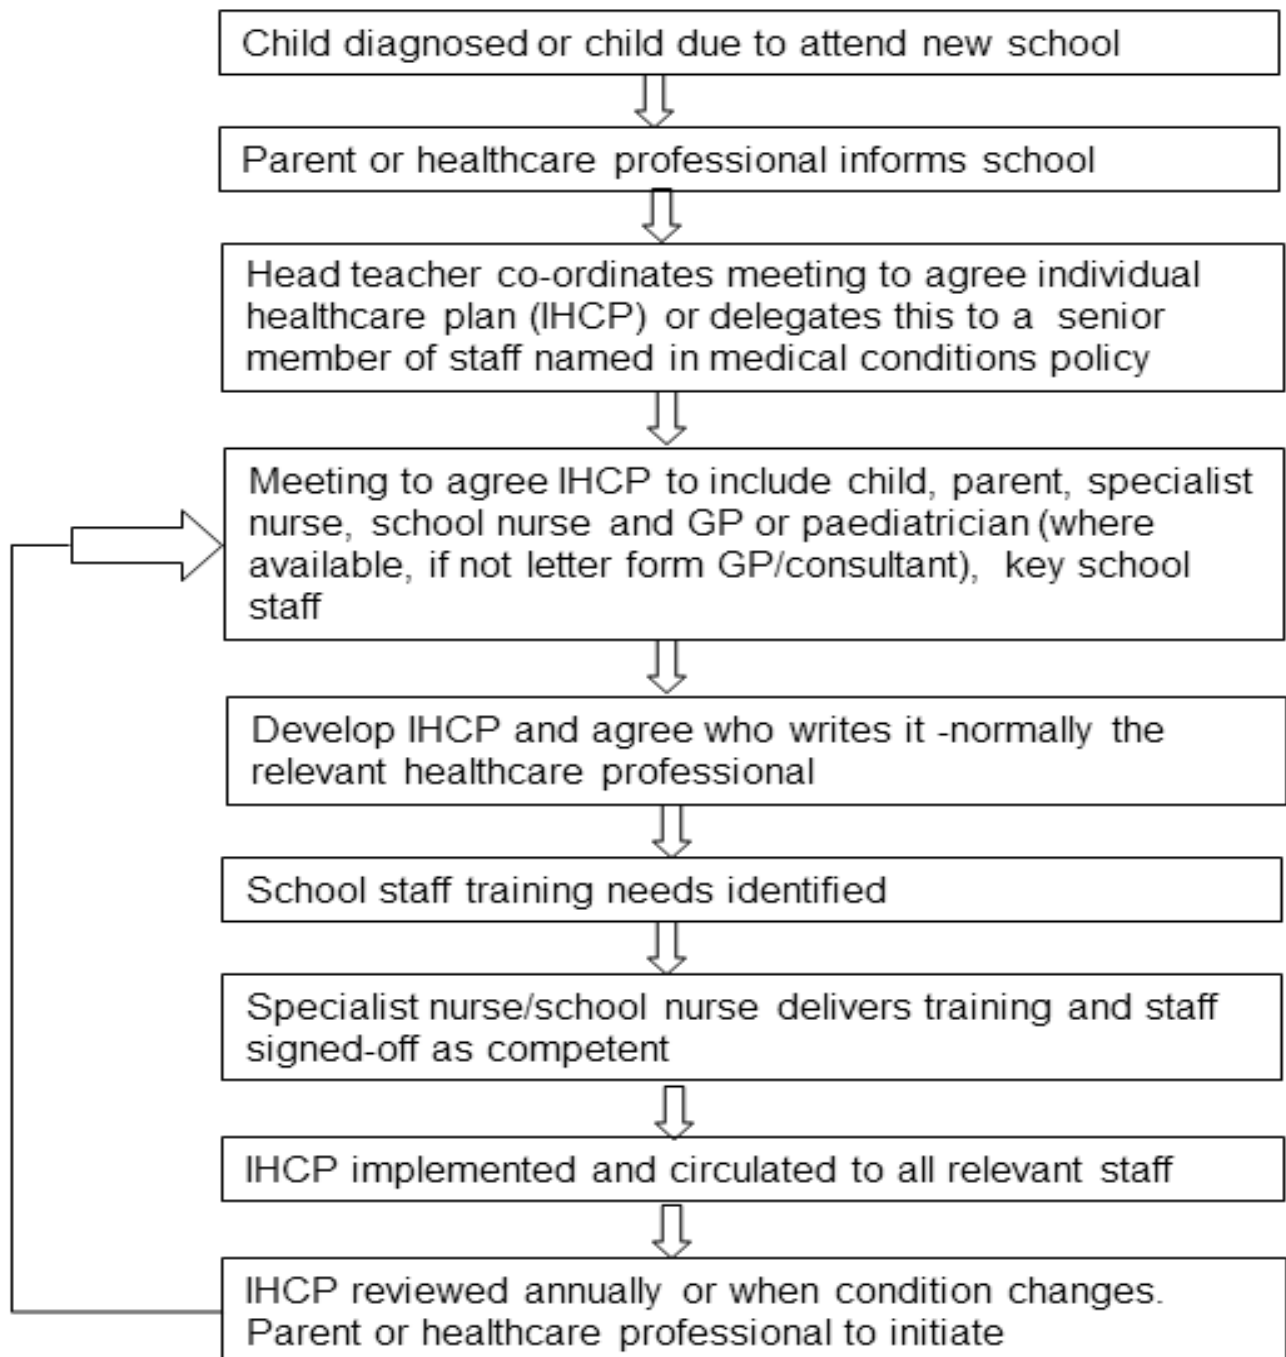 Child diagnosed or child due to attend new school
Parent or healthcare professional informs school
Head teacher co-ordinates meeting to agree individual
healthcare plan (IHCP) or delegates this to a senior
member of staff named in medical conditions policy
Meeting to agree IHCP to include child, parent, specialist
nurse, school nurse and GP or paediatrician (where
available, if not letter form GP/consultant), key school
staff
Develop IHCP and agree who writes it -normally the
relevant healthcare professional
School staff training needs identified
Specialist nurse/school nurse delivers training and staff
signed-off as competent
IHCP implemented and circulated to all relevant staff
IHCP reviewed annually or when condition changes.
Parent or healthcare professional to initiate